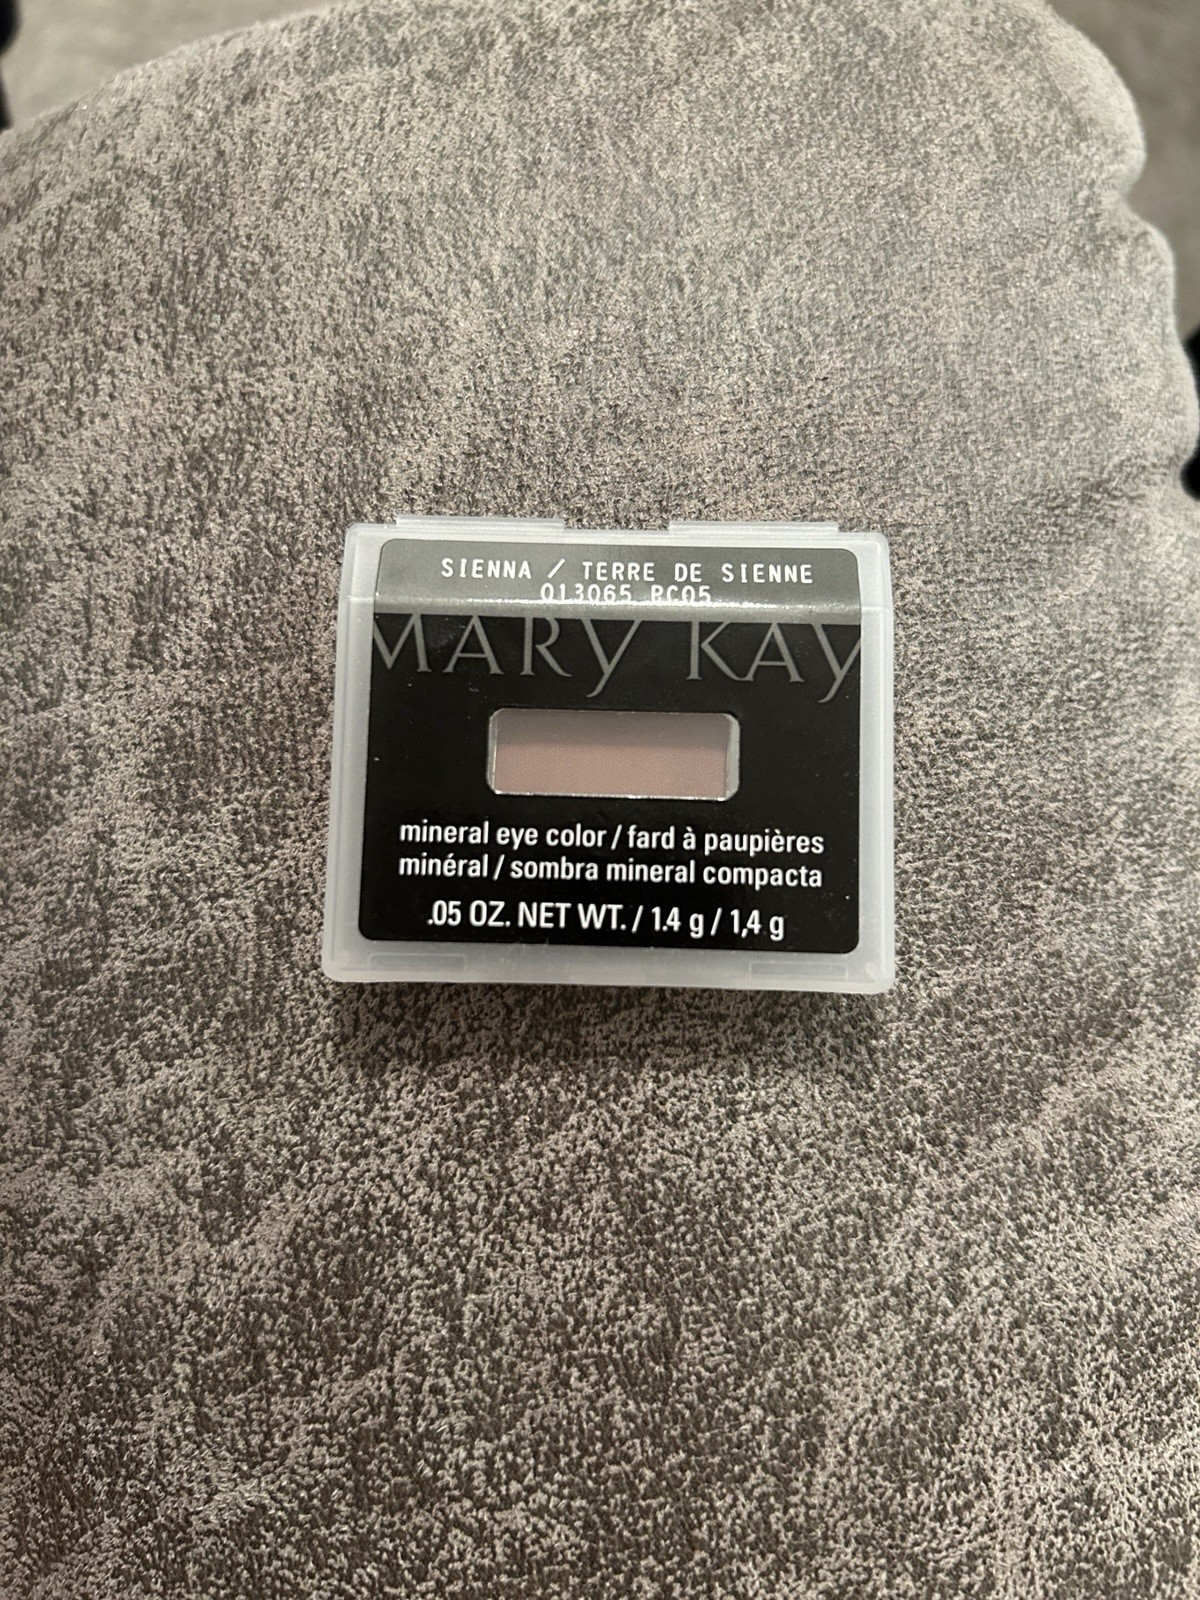 SIENNA / TERRE DE SIENNE
013065 RC05
MARY KAY
mineral eye color / fard à paupières
minéral / sombra mineral compacta
.05 OZ. NET WT. / 1.4 g / 1,4 g